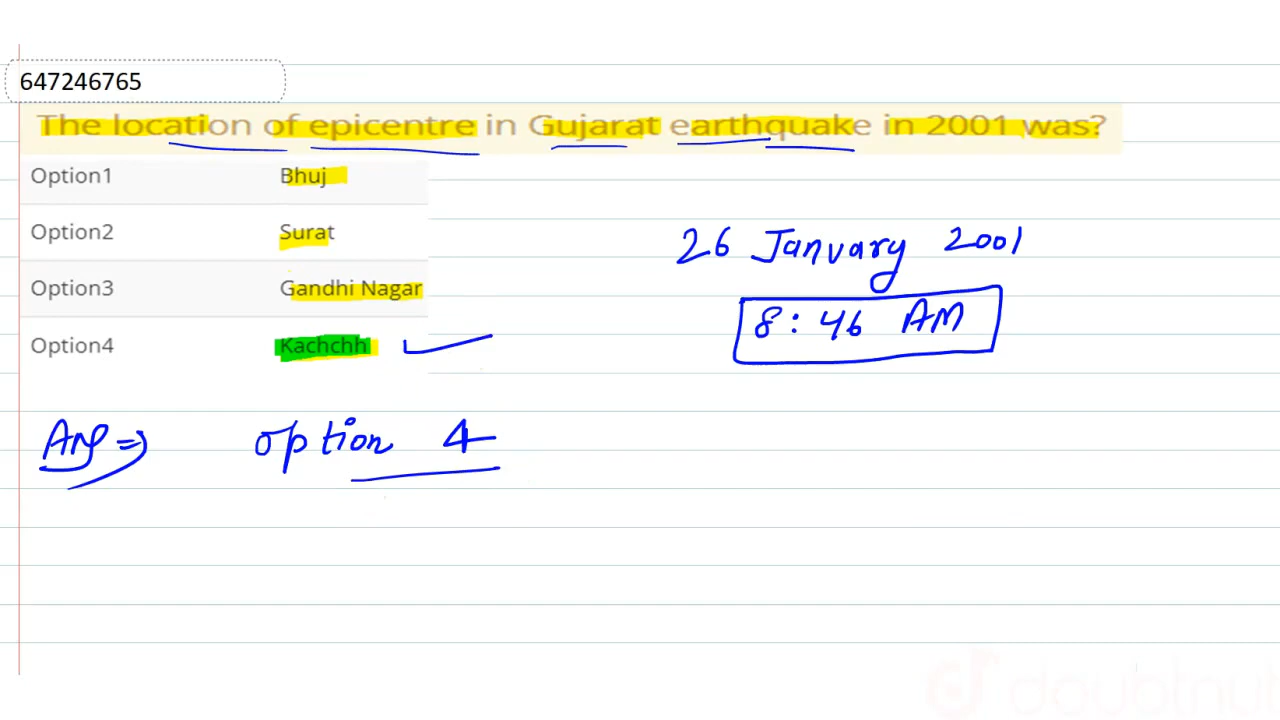 647246765
The location of epicentre in Gujarat earthquake in 2001 was?
Option1 Bhuj
Option2 Surat
26 January 2001
Option3 Gandhi Nagar
8:46 AM
Option4 Kachchh
Ans ⇒ option 4
doubtnut